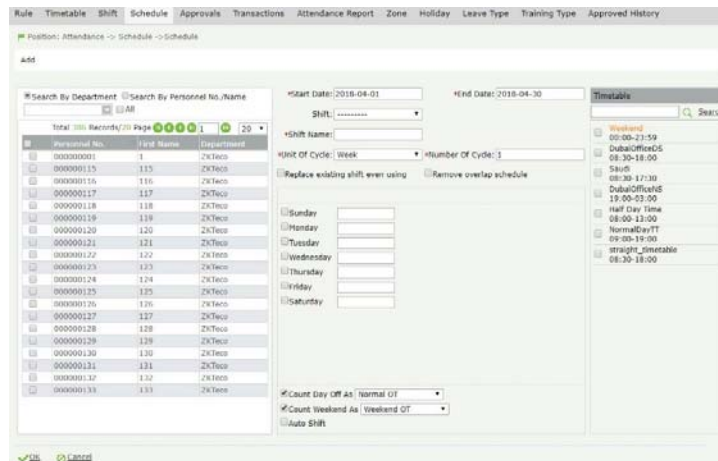 Rule Timetable Shift Schedule Approvals Transactions Attendance Report Zone Holiday Leave Type Training Type Approved History
Position: Attendance -> Schedule ->Schedule
Add
Search By Department Search By Personnel No./Name
All
Total Records/20 Page 1 20
Personnel No. First Name Department
000000001 1 ZKTeco
000000115 115 ZKTeco
000000116 116 ZKTeco
000000117 117 ZKTeco
000000118 118 ZKTeco
000000119 119 ZKTeco
000000120 120 ZKTeco
000000121 121 ZKTeco
000000122 122 ZKTeco
000000123 123 ZKTeco
000000124 124 ZKTeco
000000125 125 ZKTeco
000000126 126 ZKTeco
000000127 127 ZKTeco
000000128 128 ZKTeco
000000129 129 ZKTeco
000000130 130 ZKTeco
000000131 131 ZKTeco
000000132 132 ZKTeco
000000133 133 ZKTeco
*Start Date: 2018-04-01 *End Date: 2018-04-30
Shift: ---------
*Shift Name:
*Unit Of Cycle: Week *Number Of Cycle: 1
Replace existing shift even using Remove overlap schedule
Sunday
Monday
Tuesday
Wednesday
Thursday
Friday
Saturday
Count Day Off As Normal OT
Count Weekend As Weekend OT
Auto Shift
Timetable
Searc
Weekend
00:00-23:59
DubaiOfficeDS
08:30-18:00
Saudi
08:30-17:30
DubaiOfficeNS
19:00-03:00
Half Day Time
08:00-13:00
NormalDayTT
09:00-19:00
straight_timetable
08:30-18:00
OK Cancel